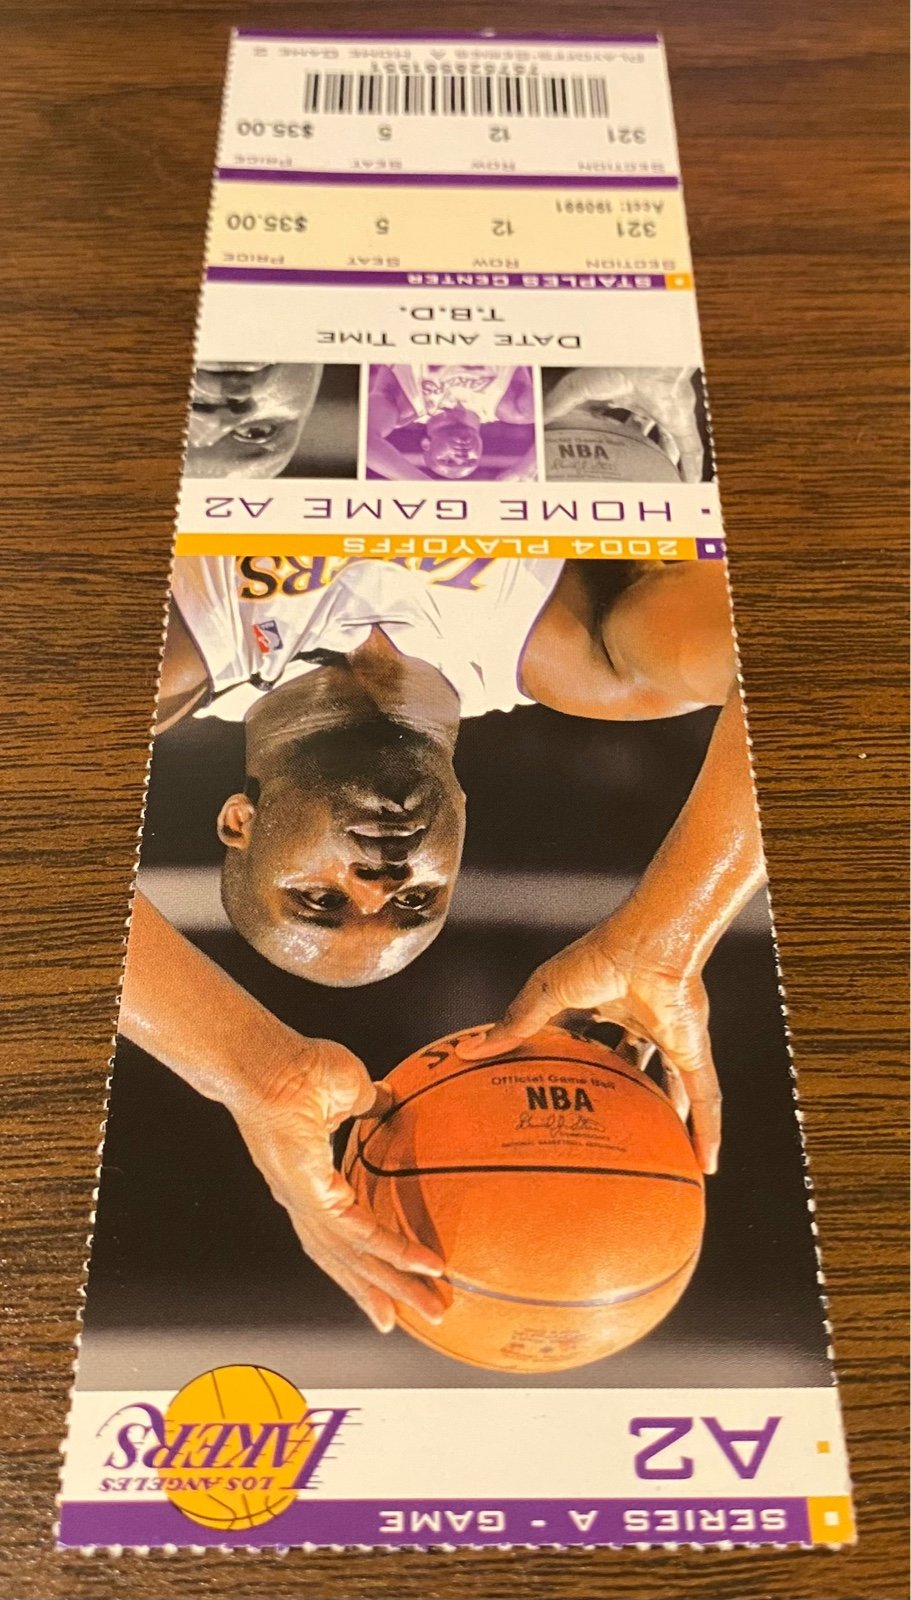 SERIES A - GAME
A2
LOS ANGELES
LAKERS
NBA
Official Game Ball
LAKERS
2004 PLAYOFFS
HOME GAME A2
NBA
LAKERS
DATE AND TIME
T.B.D.
STAPLES CENTER
SECTION ROW SEAT PRICE
321 12 5 $35.00
Acct: 190991
SECTION ROW SEAT PRICE
321 12 5 $35.00
PLAYOFFS-SERIES A HOME GAME 2